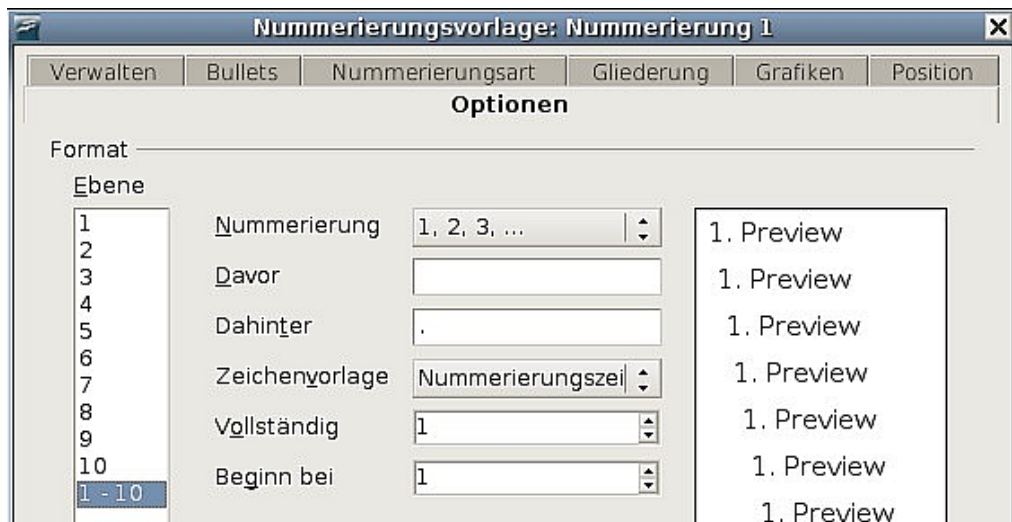 Nummerierungsvorlage: Nummerierung 1
Verwalten Bullets Nummerierungsart Gliederung Grafiken Position
Optionen
Format
Ebene
1
2
3
4
5
6
7
8
9
10
1 - 10
Nummerierung 1, 2, 3, ...
Davor
Dahinter .
Zeichenvorlage Nummerierungszei
Vollständig 1
Beginn bei 1
1. Preview
1. Preview
1. Preview
1. Preview
1. Preview
1. Preview
1. Preview